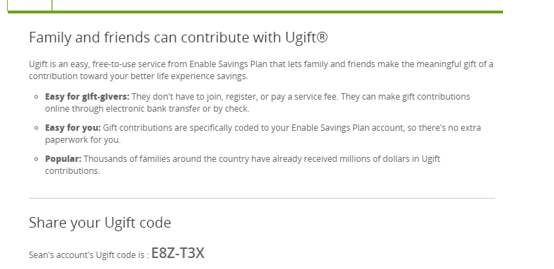 Family and friends can contribute with Ugift®
Ugift is an easy, free-to-use service from Enable Savings Plan that lets family and friends make the meaningful gift of a
contribution toward your better life experience savings.
Easy for gift-givers: They don't have to join, register, or pay a service fee. They can make gift contributions
online through electronic bank transfer or by check.
Easy for you: Gift contributions are specifically coded to your Enable Savings Plan account, so there's no extra
paperwork for you.
Popular: Thousands of families around the country have already received millions of dollars in Ugift
contributions.
Share your Ugift code
Sean's account's Ugift code is : E8Z-T3X